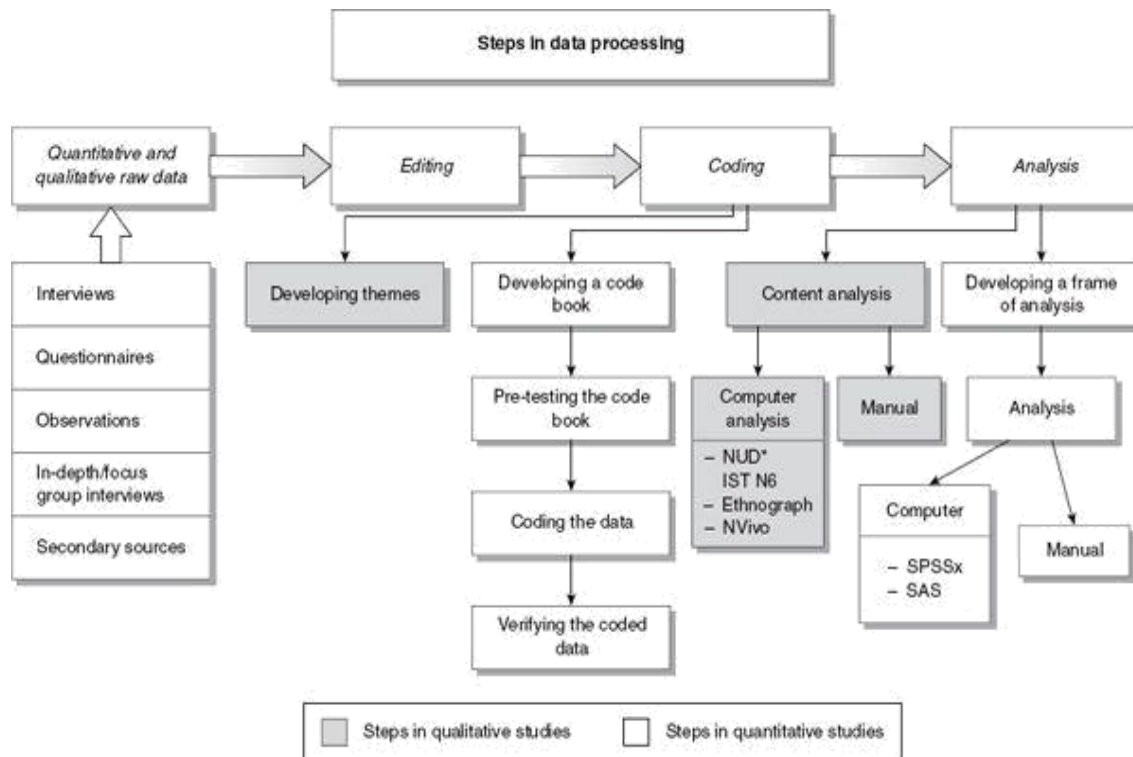 Steps in data processing
Quantitative and
qualitative raw data
Editing
Coding
Analysis
Interviews
Questionnaires
Observations
In-depth/focus
group interviews
Secondary sources
Developing themes
Developing a code
book
Pre-testing the code
book
Coding the data
Verifying the coded
data
Content analysis
Computer
analysis
– NUD*
IST N6
– Ethnograph
– NVivo
Manual
Developing a frame
of analysis
Analysis
Computer
– SPSSx
– SAS
Manual
Steps in qualitative studies
Steps in quantitative studies